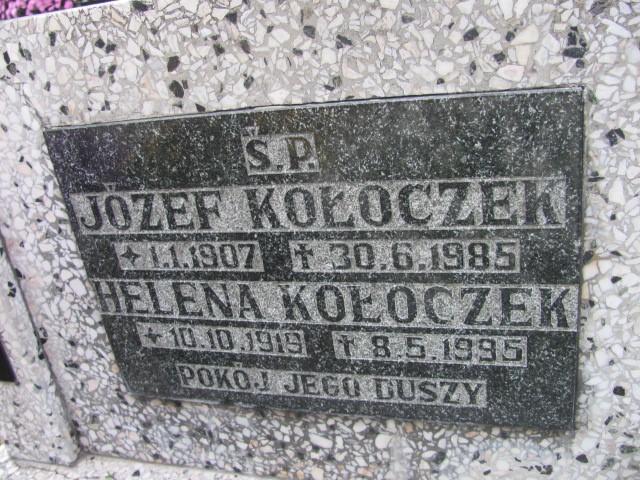 Ś.P.
JÓZEF KOŁOCZEK
✦ 1.1.1907 ✝ 30.6.1985
HELENA KOŁOCZEK
✦ 10.10.1919 ✝ 8.5.1995
POKÓJ JEGO DUSZY